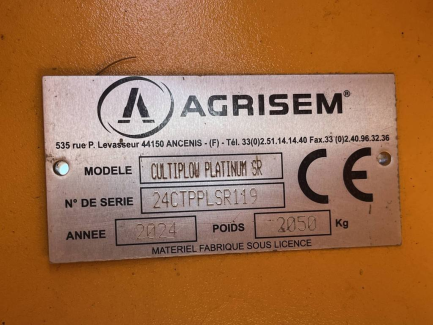 AGRISEM®
535 rue P. Levasseur 44150 ANCENIS - (F) - Tél. 33(0)2.51.14.14.40 Fax.33 (0)2.40.96.32.36
MODELE CULTIPLOW PLATINUM SR
N° DE SERIE 24CTPPLSR119
CE
ANNEE 2024 POIDS 2050 Kg
MATERIEL FABRIQUE SOUS LICENCE